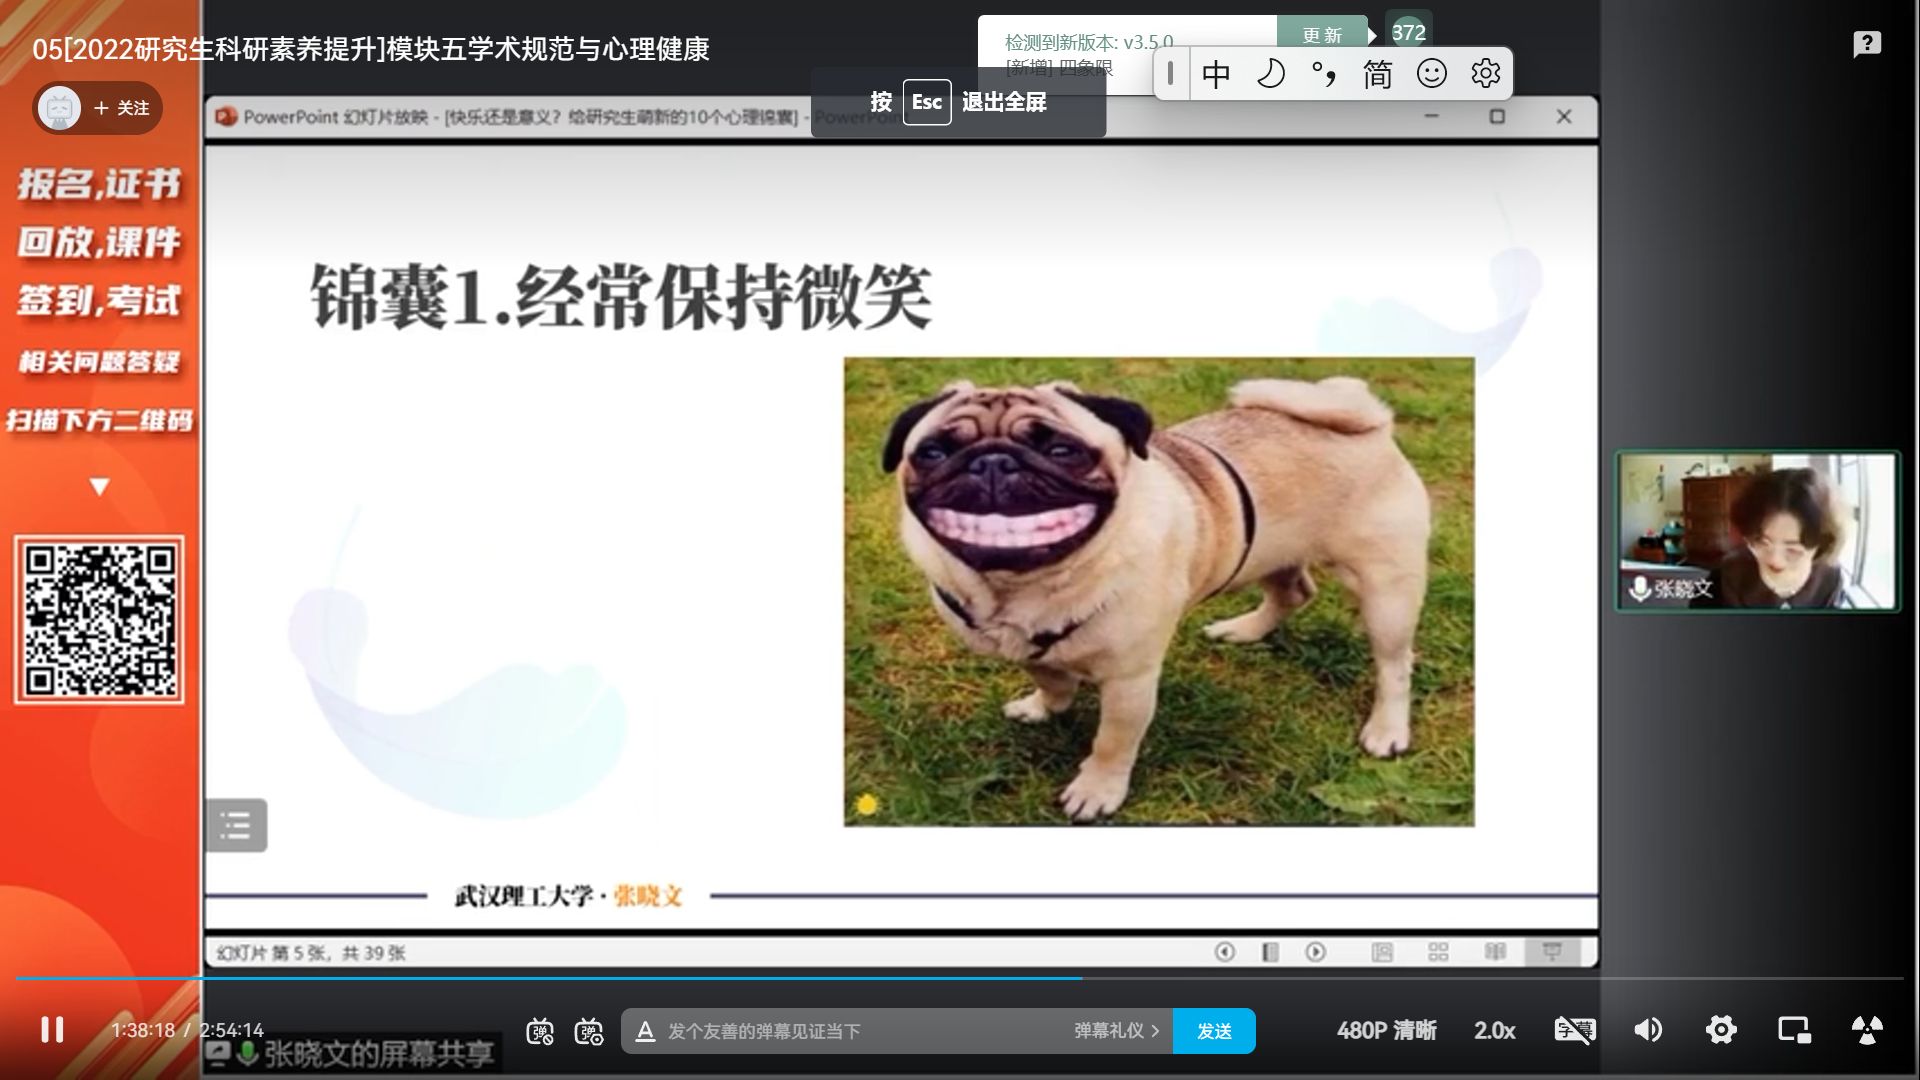 05[2022研究生科研素养提升]模块五学术规范与心理健康
+ 关注
检测到新版本: v3.5.0
[新增] 四象限
更新
372
中 简
按 Esc 退出全屏
PowerPoint 幻灯片放映 - [快乐还是意义？给研究生萌新的10个心理锦囊] - PowerPoint
报名,证书
回放,课件
签到,考试
相关问题答疑
扫描下方二维码
锦囊1.经常保持微笑
张晓文
武汉理工大学 · 张晓文
幻灯片 第 5 张，共 39 张
1:38:18 / 2:54:14
弹 弹
A 发个友善的弹幕见证当下
弹幕礼仪 >
发送
480P 清晰
2.0x
字幕
张晓文的屏幕共享